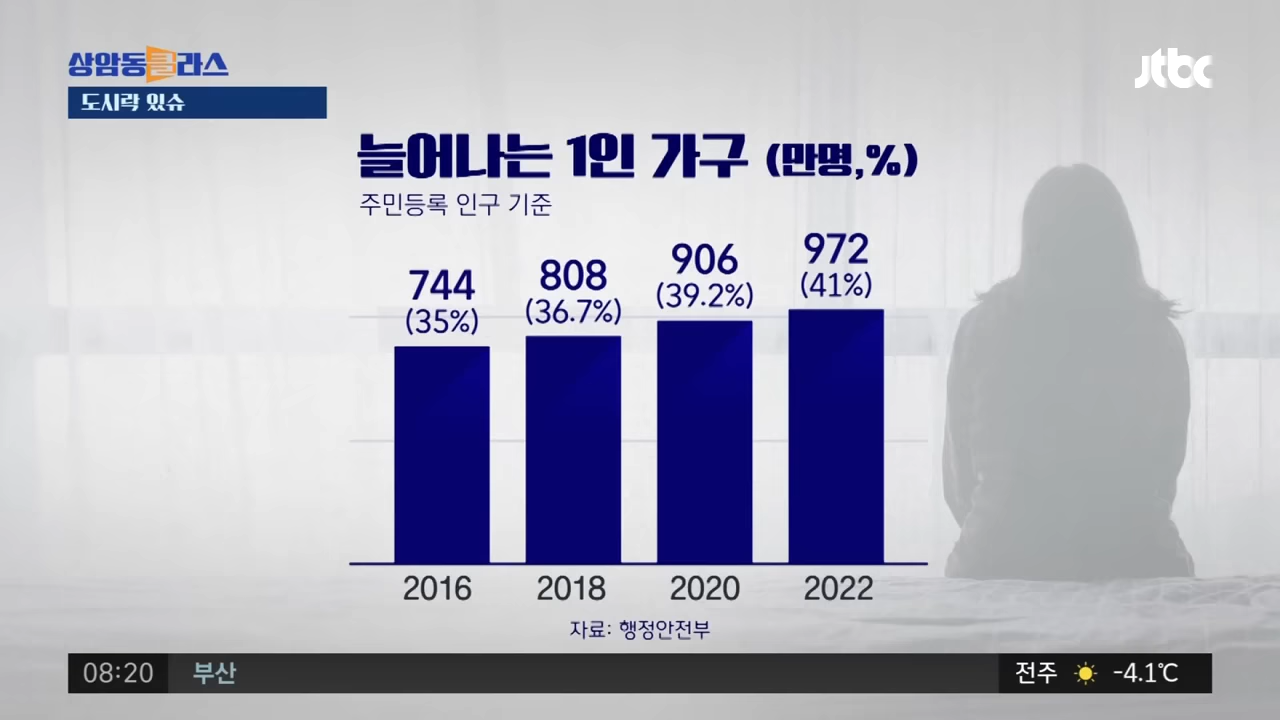 상암동클라스
jtbc
도시락 있슈
늘어나는 1인 가구 (만명,%)
주민등록 인구 기준
744 808 906 972
(35%) (36.7%) (39.2%) (41%)
2016 2018 2020 2022
자료: 행정안전부
08:20 부산 전주 -4.1℃